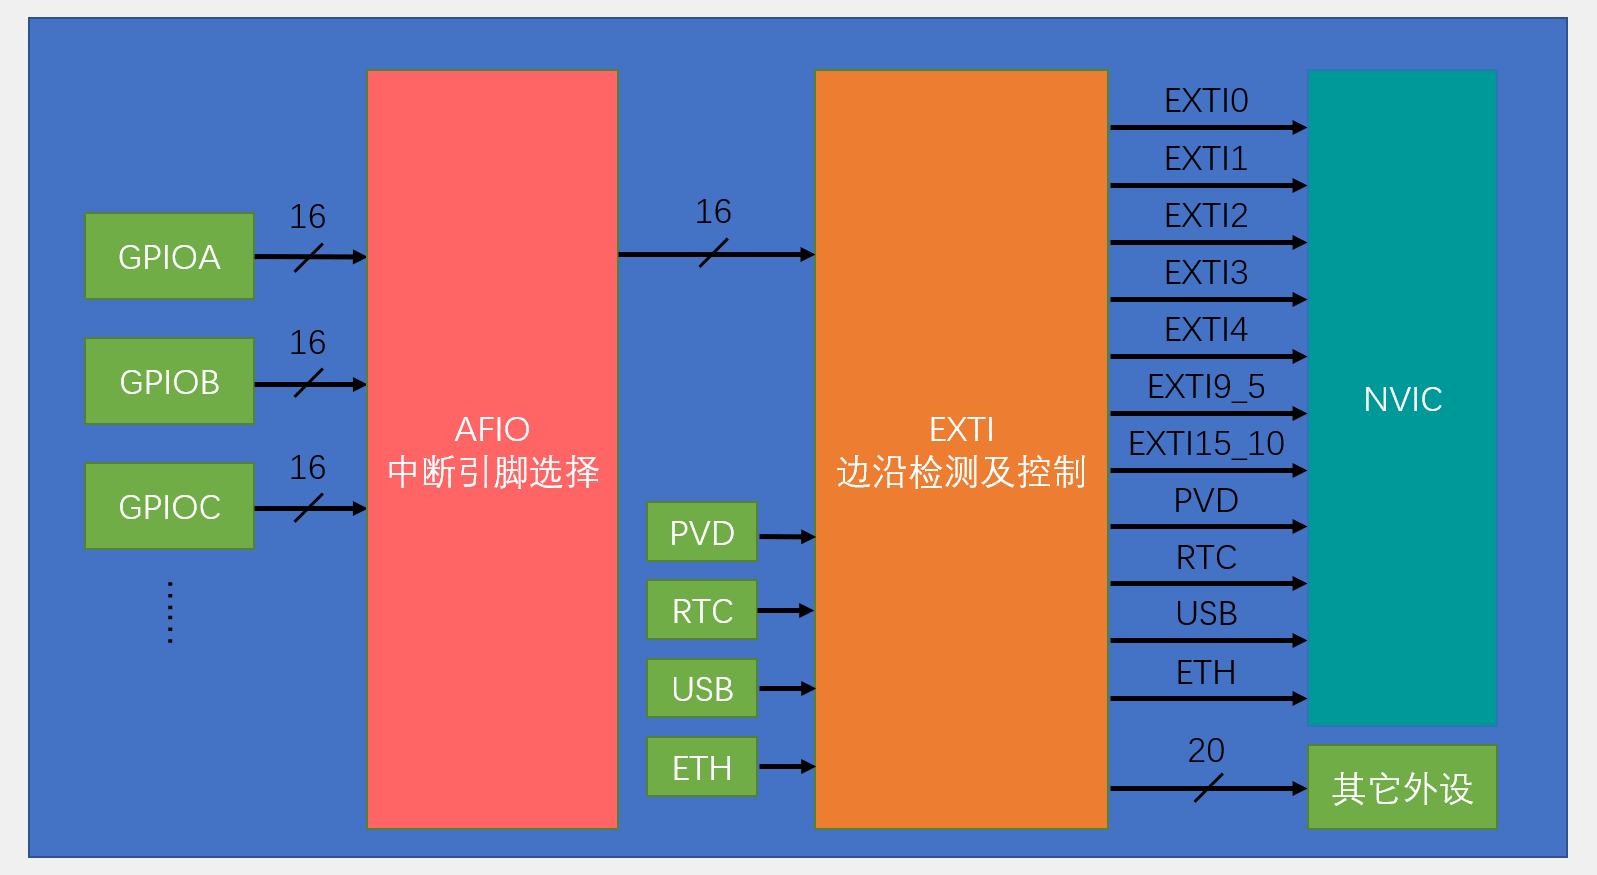 GPIOA
16
GPIOB
16
GPIOC
16
AFIO
中断引脚选择
16
PVD
RTC
USB
ETH
EXTI
边沿检测及控制
EXTI0
EXTI1
EXTI2
EXTI3
EXTI4
EXTI9_5
EXTI15_10
PVD
RTC
USB
ETH
20
NVIC
其它外设